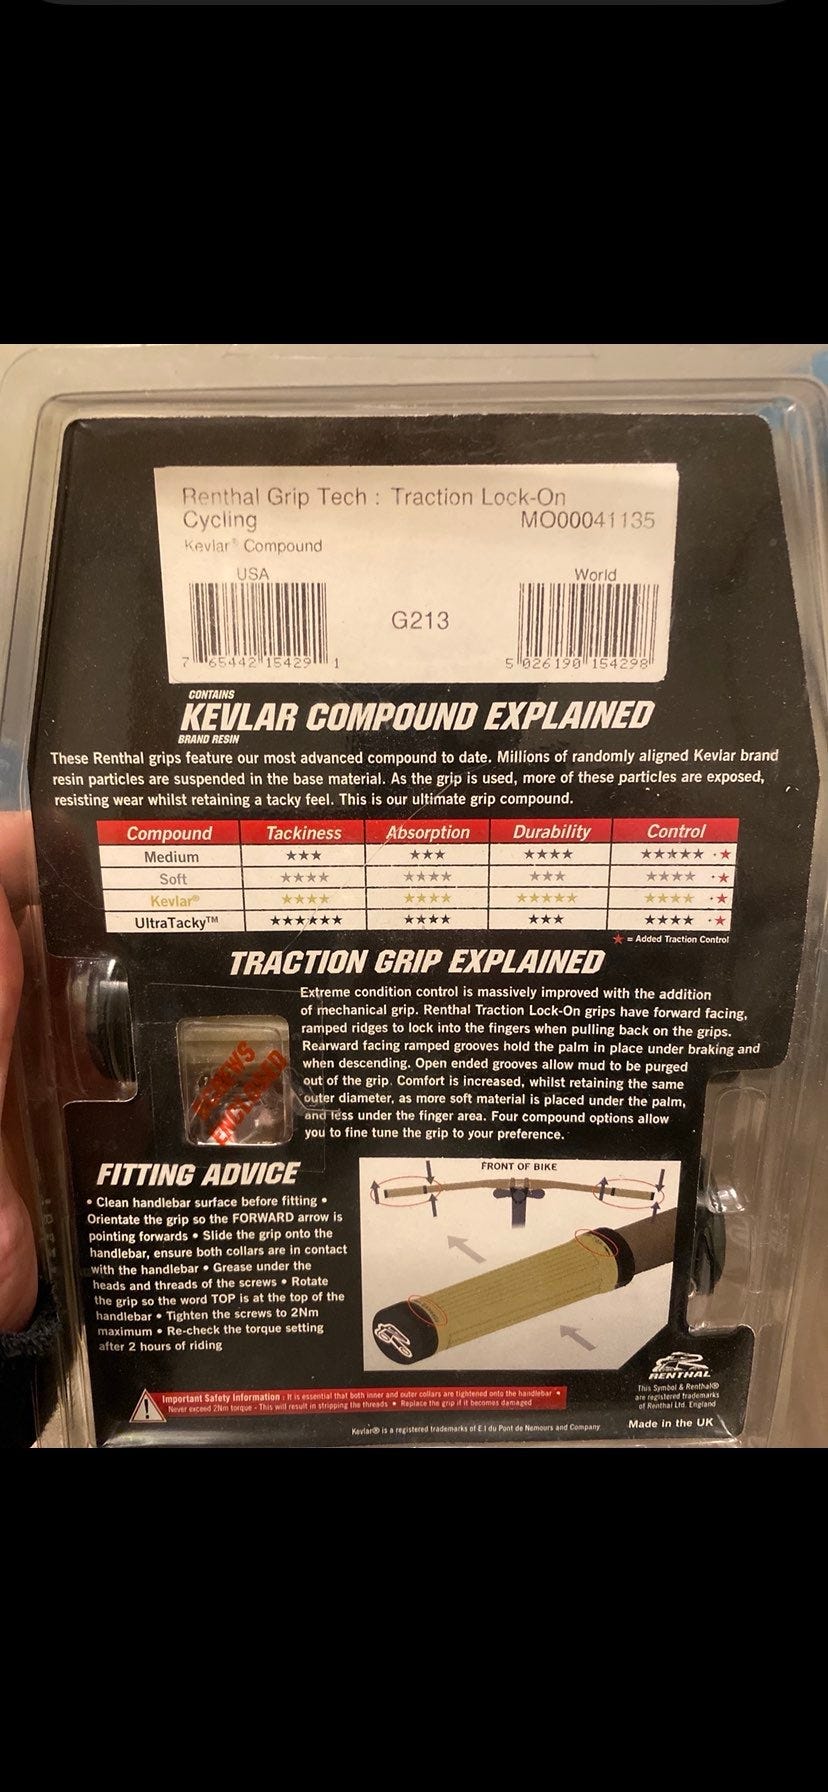 Renthal Grip Tech : Traction Lock-On
Cycling MO00041135
Kevlar® Compound
USA World
G213
7 65442 15429 1 5 026190 154298
CONTAINS
KEVLAR COMPOUND EXPLAINED
BRAND RESIN
These Renthal grips feature our most advanced compound to date. Millions of randomly aligned Kevlar brand
resin particles are suspended in the base material. As the grip is used, more of these particles are exposed,
resisting wear whilst retaining a tacky feel. This is our ultimate grip compound.
Compound Tackiness Absorption Durability Control
Medium ★★★ ★★★ ★★★★ ★★★★★ +★
Soft ★★★★ ★★★★ ★★★ ★★★★ +★
Kevlar® ★★★★ ★★★★ ★★★★★ ★★★★ +★
UltraTacky™ ★★★★★★ ★★★★ ★★★ ★★★★ +★
★ = Added Traction Control
TRACTION GRIP EXPLAINED
Extreme condition control is massively improved with the addition
of mechanical grip. Renthal Traction Lock-On grips have forward facing,
ramped ridges to lock into the fingers when pulling back on the grips.
Rearward facing ramped grooves hold the palm in place under braking and
when descending. Open ended grooves allow mud to be purged
out of the grip. Comfort is increased, whilst retaining the same
outer diameter, as more soft material is placed under the palm,
and less under the finger area. Four compound options allow
you to fine tune the grip to your preference.
SCREWS
ENCLOSED
FITTING ADVICE
• Clean handlebar surface before fitting •
Orientate the grip so the FORWARD arrow is
pointing forwards • Slide the grip onto the
handlebar, ensure both collars are in contact
with the handlebar • Grease under the
heads and threads of the screws • Rotate
the grip so the word TOP is at the top of the
handlebar • Tighten the screws to 2Nm
maximum • Re-check the torque setting
after 2 hours of riding
FRONT OF BIKE
RENTHAL
This Symbol & Renthal®
are registered trademarks
of Renthal Ltd. England
Made in the UK
Important Safety Information : It is essential that both inner and outer collars are tightened onto the handlebar •
Never exceed 2Nm torque - This will result in stripping the threads • Replace the grip if it becomes damaged
Kevlar® is a registered trademarks of E.I du Pont de Nemours and Company